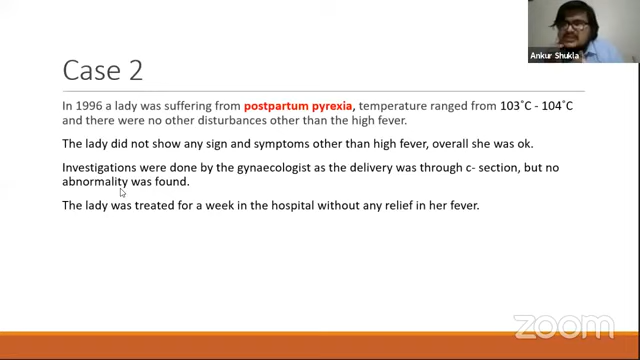 Ankur Shukla
Case 2
In 1996 a lady was suffering from postpartum pyrexia, temperature ranged from 103˚C - 104˚C
and there were no other disturbances other than the high fever.
The lady did not show any sign and symptoms other than high fever, overall she was ok.
Investigations were done by the gynaecologist as the delivery was through c- section, but no
abnormality was found.
The lady was treated for a week in the hospital without any relief in her fever.
zoom